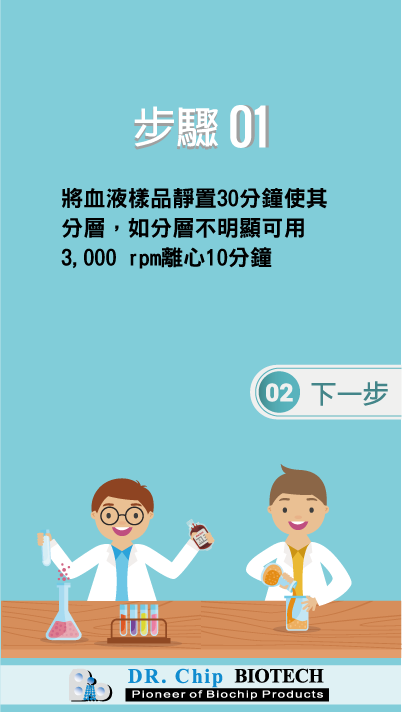 步驟 01
將血液樣品靜置30分鐘使其
分層，如分層不明顯可用
3,000 rpm離心10分鐘
02 下一步
DR. Chip BIOTECH
Pioneer of Biochip Products